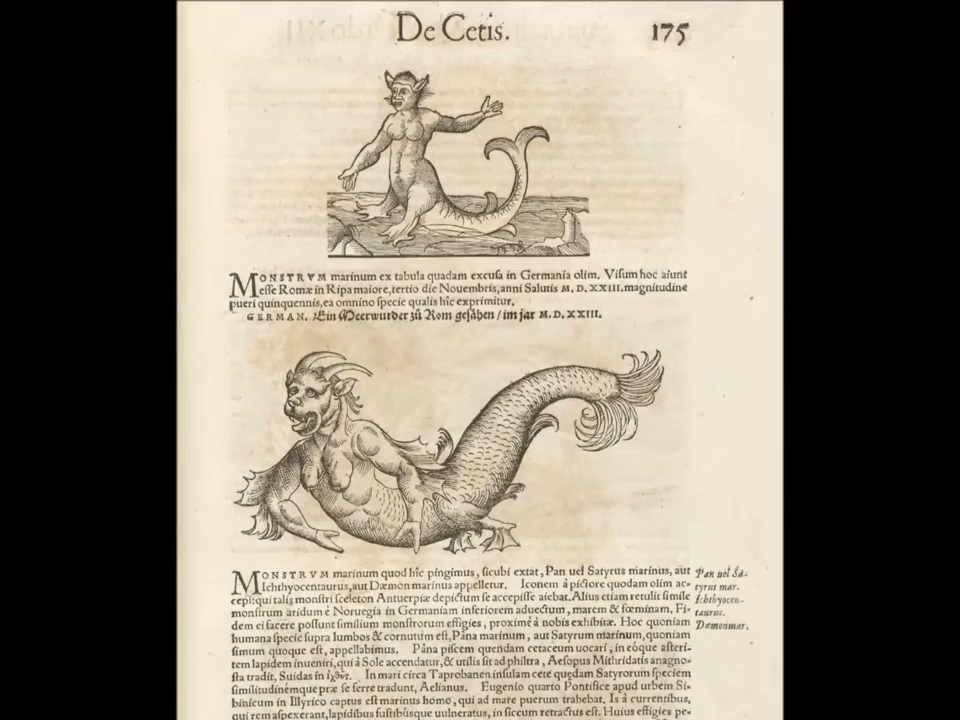 De Cetis. 175
MONSTRVM marinum ex tabula quadam excusa in Germania olim. Visum hoc aiunt
esse Romæ in Ripa maiore, tertio die Nouembris, anni Salutis M. D. XXIII. magnitudine
pueri quinquennis, ea omnino specie qualis hîc exprimitur.
GERMAN. Ein Meerwunder zů Rom gesähen / im jar M. D. XXIII.
MONSTRVM marinum quod hîc pingimus, sicubi extat, Pan uel Satyrus marinus, aut
Ichthyocentaurus, aut Dæmon marinus appelletur. Iconem à pictore quodam olim ac-
cepi: qui talis monstri sceleton Antuerpiæ depictum se accepisse aiebat. Alius etiam retulit simile
monstrum aridum è Noruegia in Germaniam inferiorem aduectum, marem & fœminam. Fi-
dem ei facere possunt similium monstrorum effigies, proximè à nobis exhibitæ. Hoc quoniam
humana specie supra lumbos & cornutum est, Pâna marinum, aut Satyrum marinum, quoniam
simum quoque est, appellabimus. Pâna piscem quendam cetaceum uocari, in eóque asteri-
tem lapidem inueniri, qui à Sole accendatur, & utilis sit ad philtra, Aesopus Mithridatis anagno-
sta tradit, Suidas in ἰχθῦς. In mari circa Taprobanen insulam cete quędam Satyrorum speciem
similitudinémque præ se ferre tradunt, Aelianus. Eugenio quarto Pontifice apud urbem Si-
binicum in Illyrico captus est marinus homo, qui ad mare puerum trahebat. Is à currentibus,
qui rem aspexerant, lapidibus fustibúsque uulneratus, in siccum retractus est. Huius effigies pe-
Pan uel Sa-
tyrus mar.
Ichthyocen-
taurus.
Dæmon mar.